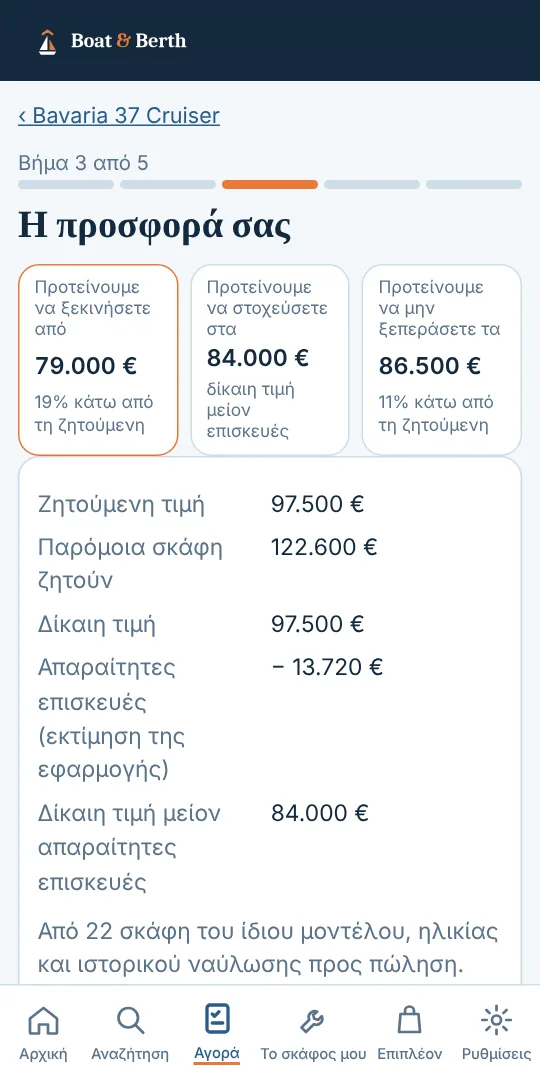 Boat & Berth
‹ Bavaria 37 Cruiser
Βήμα 3 από 5
Η προσφορά σας
Προτείνουμε
να ξεκινήσετε
από
79.000 €
19% κάτω από
τη ζητούμενη
Προτείνουμε
να στοχεύσετε
στα
84.000 €
δίκαιη τιμή
μείον
επισκευές
Προτείνουμε
να μην
ξεπεράσετε τα
86.500 €
11% κάτω από
τη ζητούμενη
Ζητούμενη τιμή 97.500 €
Παρόμοια σκάφη 122.600 €
ζητούν
Δίκαιη τιμή 97.500 €
Απαραίτητες − 13.720 €
επισκευές
(εκτίμηση της
εφαρμογής)
Δίκαιη τιμή μείον 84.000 €
απαραίτητες
επισκευές
Από 22 σκάφη του ίδιου μοντέλου, ηλικίας
και ιστορικού ναύλωσης προς πώληση.
Αρχική Αναζήτηση Αγορά Το σκάφος μου Επιπλέον Ρυθμίσεις